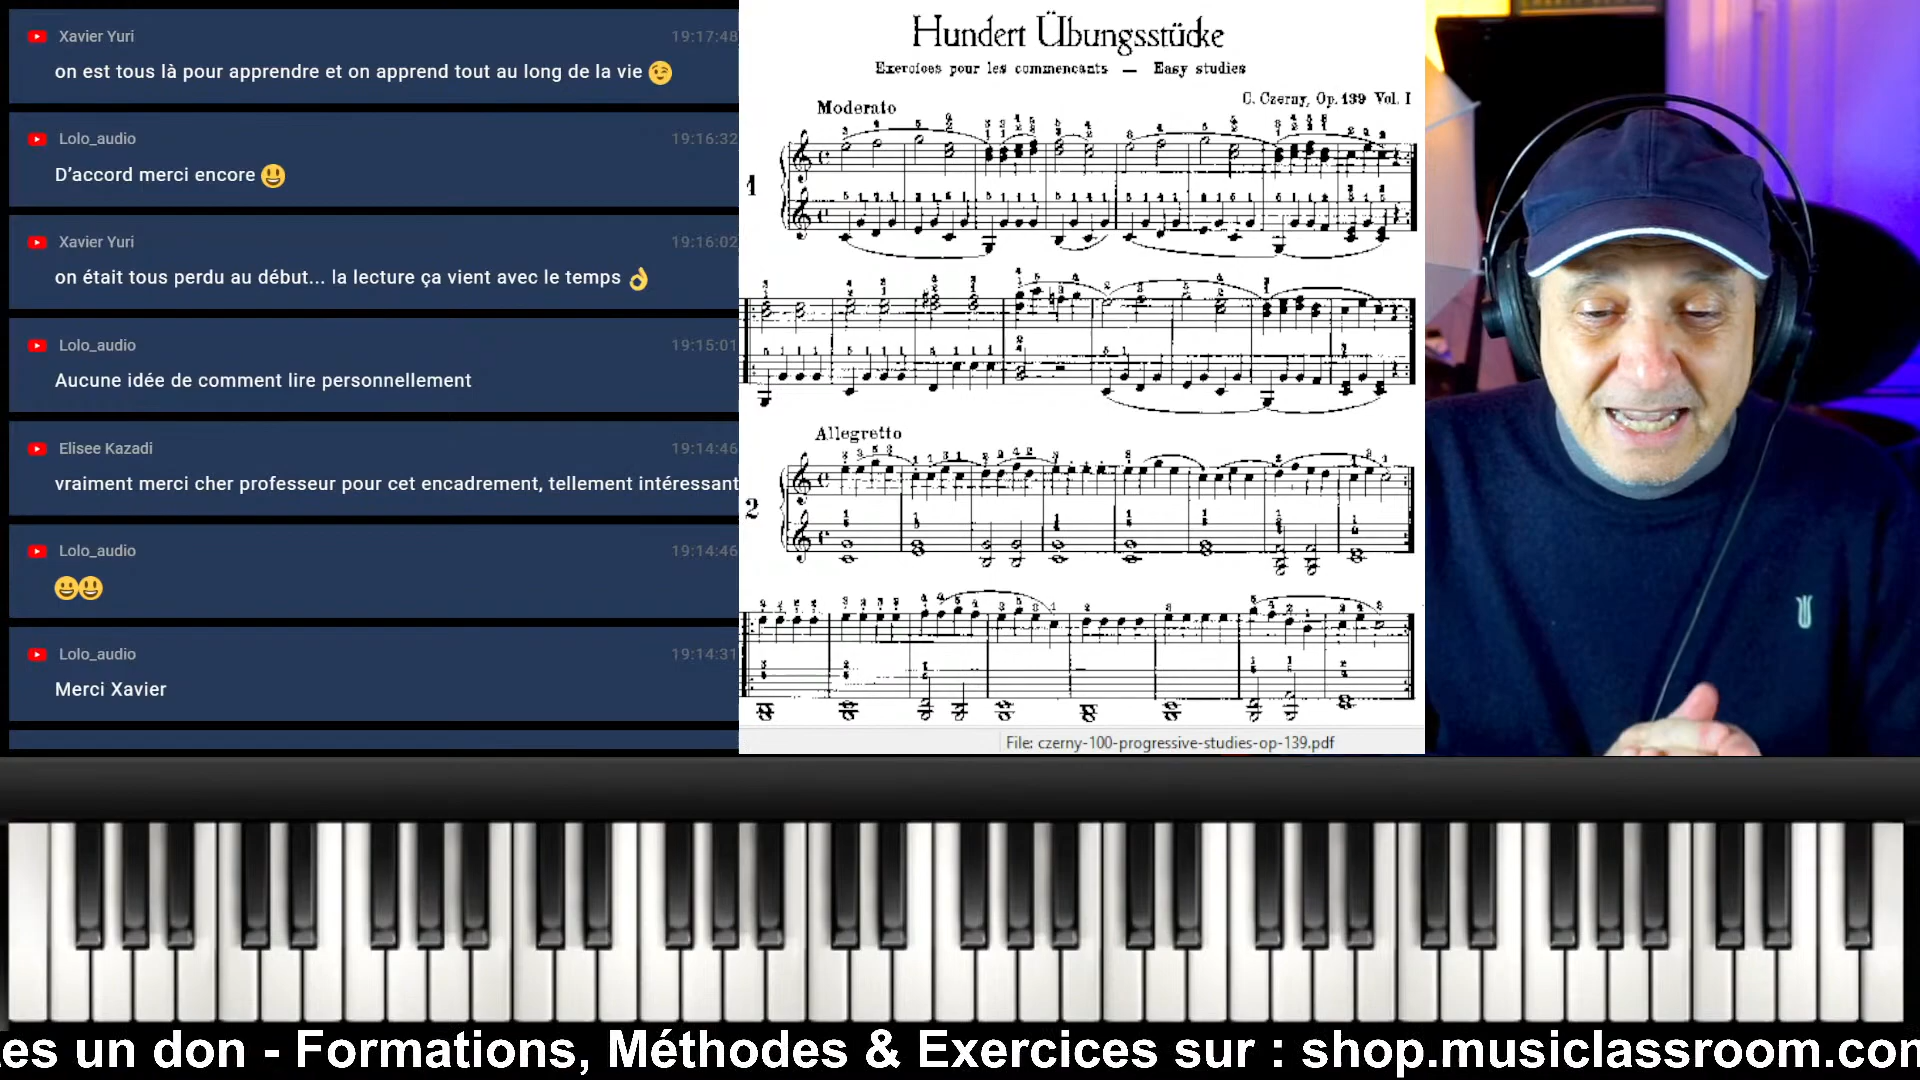 Xavier Yuri 19:17:48
on est tous là pour apprendre et on apprend tout au long de la vie 😉
Lolo_audio 19:16:32
D’accord merci encore 😃
Xavier Yuri 19:16:02
on était tous perdu au début... la lecture ça vient avec le temps 👌
Lolo_audio 19:15:01
Aucune idée de comment lire personnellement
Elisee Kazadi 19:14:46
vraiment merci cher professeur pour cet encadrement, tellement intéressant
Lolo_audio 19:14:46
😀😃
Lolo_audio 19:14:31
Merci Xavier
Hundert Übungsstücke
Exercices pour les commençants — Easy studies
C. Czerny, Op. 139 Vol. I
Moderato
1
Allegretto
2
File: czerny-100-progressive-studies-op-139.pdf
es un don - Formations, Méthodes & Exercices sur : shop.musiclassroom.com